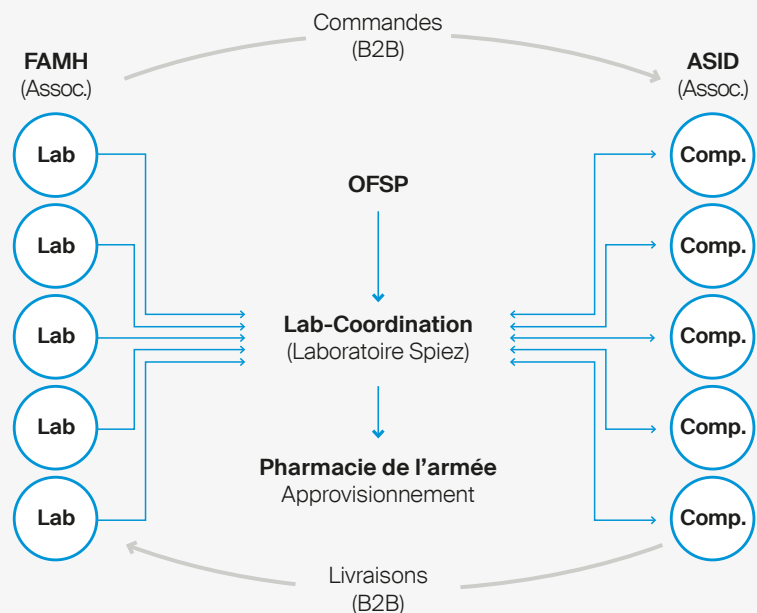 Commandes
(B2B)
FAMH
(Assoc.)
ASID
(Assoc.)
Lab
Comp.
OFSP
Lab
Comp.
Lab-Coordination
(Laboratoire Spiez)
Lab
Comp.
Lab
Comp.
Pharmacie de l’armée
Approvisionnement
Lab
Comp.
Livraisons
(B2B)